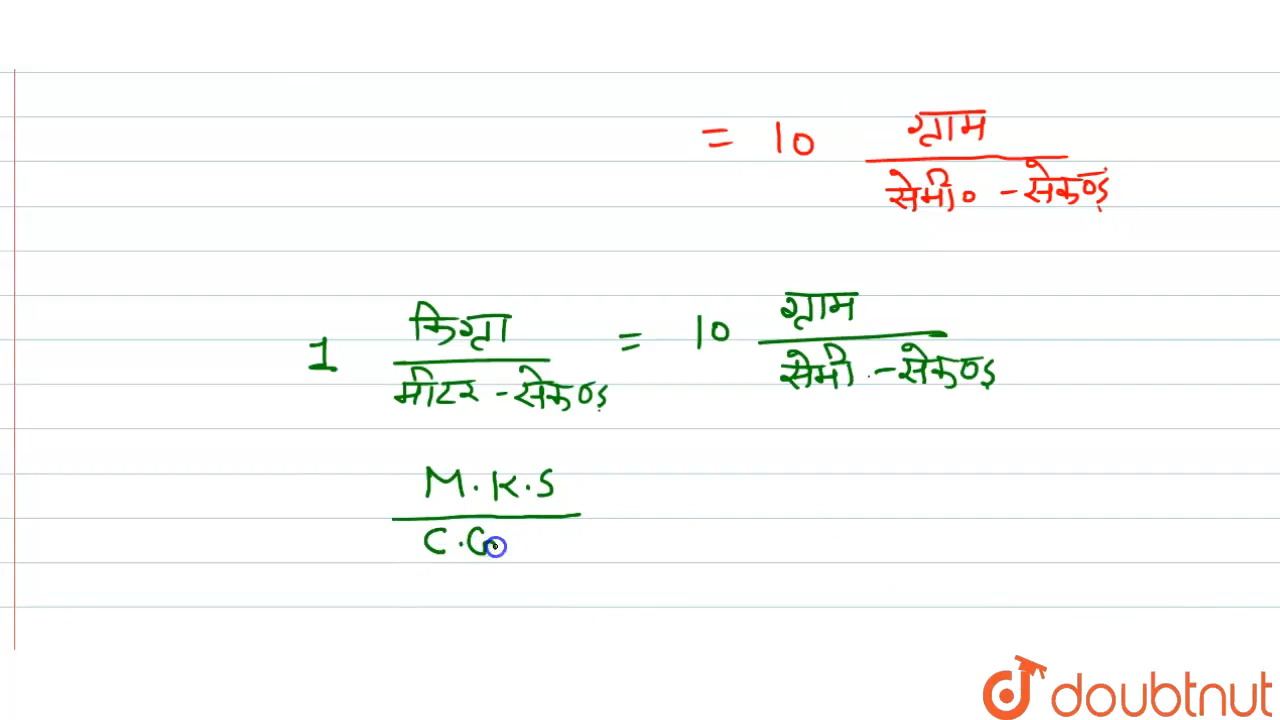 = 10 ग्राम / सेमी० - सेकण्ड
1 किग्रा / मीटर - सेकण्ड = 10 ग्राम / सेमी. - सेकण्ड
M.K.S
C.G
doubtnut